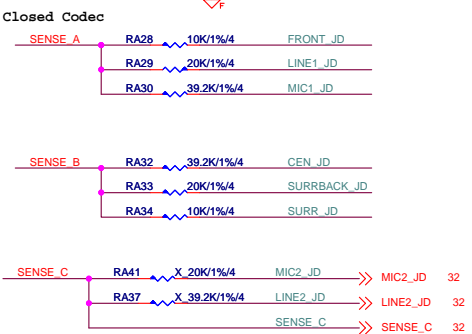 F
Closed Codec
SENSE_A RA28 10K/1%/4 FRONT_JD
RA29 20K/1%/4 LINE1_JD
RA30 39.2K/1%/4 MIC1_JD
SENSE_B RA32 39.2K/1%/4 CEN_JD
RA33 20K/1%/4 SURRBACK_JD
RA34 10K/1%/4 SURR_JD
SENSE_C RA41 X_20K/1%/4 MIC2_JD MIC2_JD 32
RA37 X_39.2K/1%/4 LINE2_JD LINE2_JD 32
SENSE_C SENSE_C 32